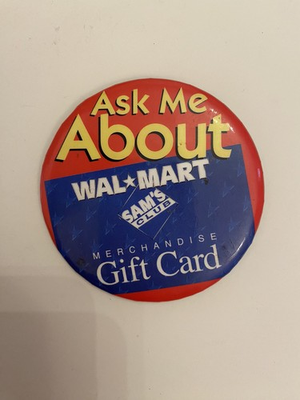 Ask Me
About
WAL★MART
SAM'S
CLUB
MERCHANDISE
Gift Card